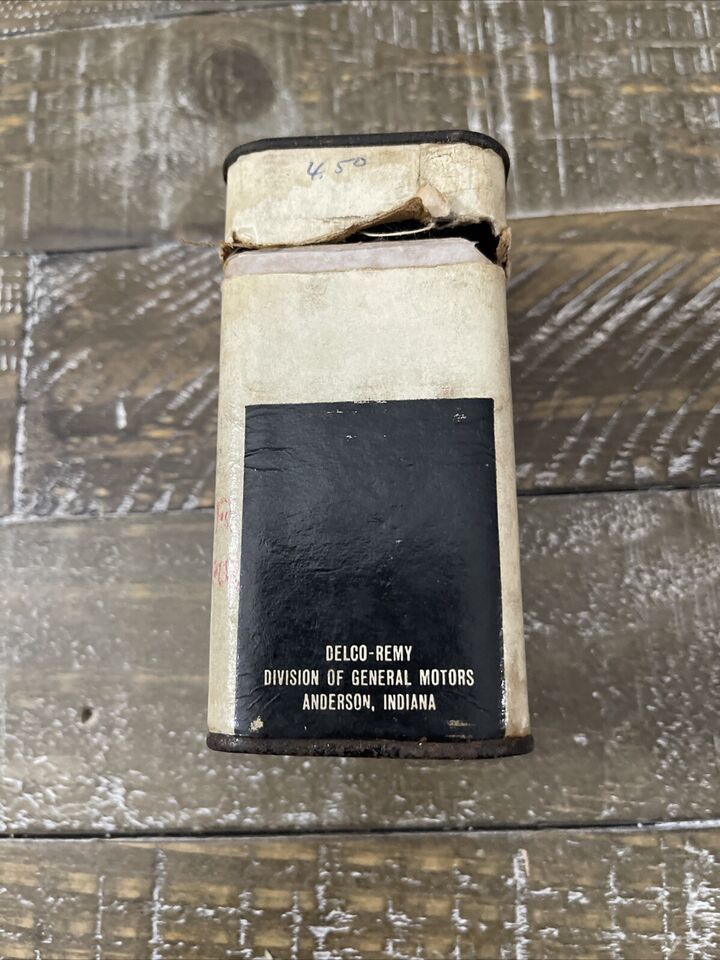 4.50
DELCO-REMY
DIVISION OF GENERAL MOTORS
ANDERSON, INDIANA